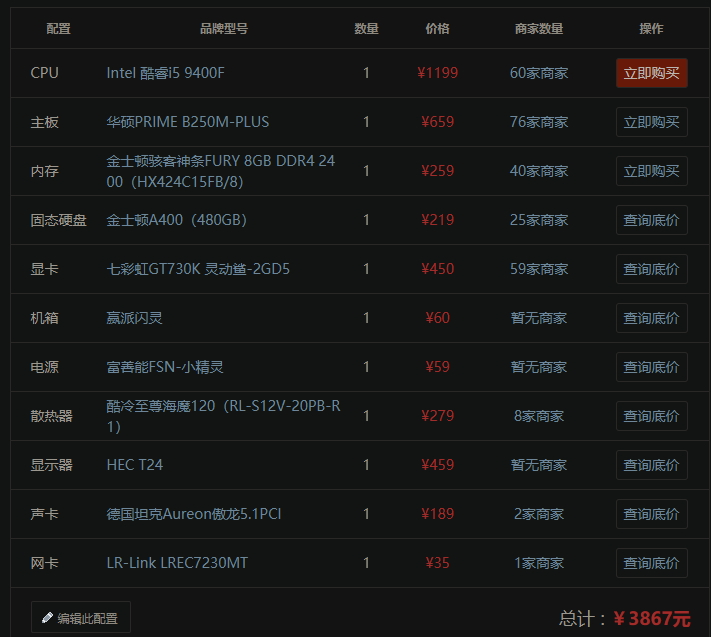 配置 品牌型号 数量 价格 商家数量 操作
CPU Intel 酷睿i5 9400F 1 ¥1199 60家商家 立即购买
主板 华硕PRIME B250M-PLUS 1 ¥659 76家商家 立即购买
内存 金士顿骇客神条FURY 8GB DDR4 24 1 ¥259 40家商家 立即购买
00（HX424C15FB/8）
固态硬盘 金士顿A400（480GB） 1 ¥219 25家商家 查询底价
显卡 七彩虹GT730K 灵动鲨-2GD5 1 ¥450 59家商家 查询底价
机箱 赢派闪灵 1 ¥60 暂无商家 查询底价
电源 富善能FSN-小精灵 1 ¥59 暂无商家 查询底价
散热器 酷冷至尊海魔120（RL-S12V-20PB-R 1 ¥279 8家商家 查询底价
1）
显示器 HEC T24 1 ¥459 暂无商家 查询底价
声卡 德国坦克Aureon傲龙5.1PCI 1 ¥189 2家商家 查询底价
网卡 LR-Link LREC7230MT 1 ¥35 1家商家 查询底价
编辑此配置 总计：¥3867元